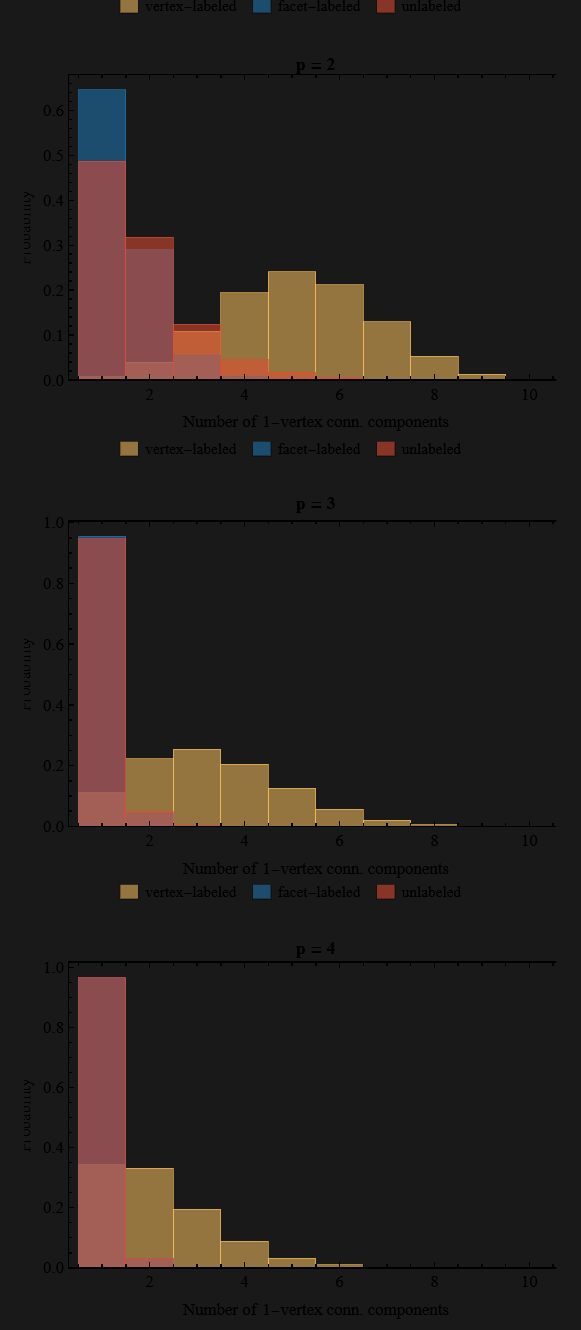 vertex–labeled facet–labeled unlabeled
p = 2
0.6
0.5
0.4
0.3
0.2
0.1
0.0
Probability
2 4 6 8 10
Number of 1–vertex conn. components
vertex–labeled facet–labeled unlabeled
p = 3
1.0
0.8
0.6
0.4
0.2
0.0
Probability
2 4 6 8 10
Number of 1–vertex conn. components
vertex–labeled facet–labeled unlabeled
p = 4
1.0
0.8
0.6
0.4
0.2
0.0
Probability
2 4 6 8 10
Number of 1–vertex conn. components